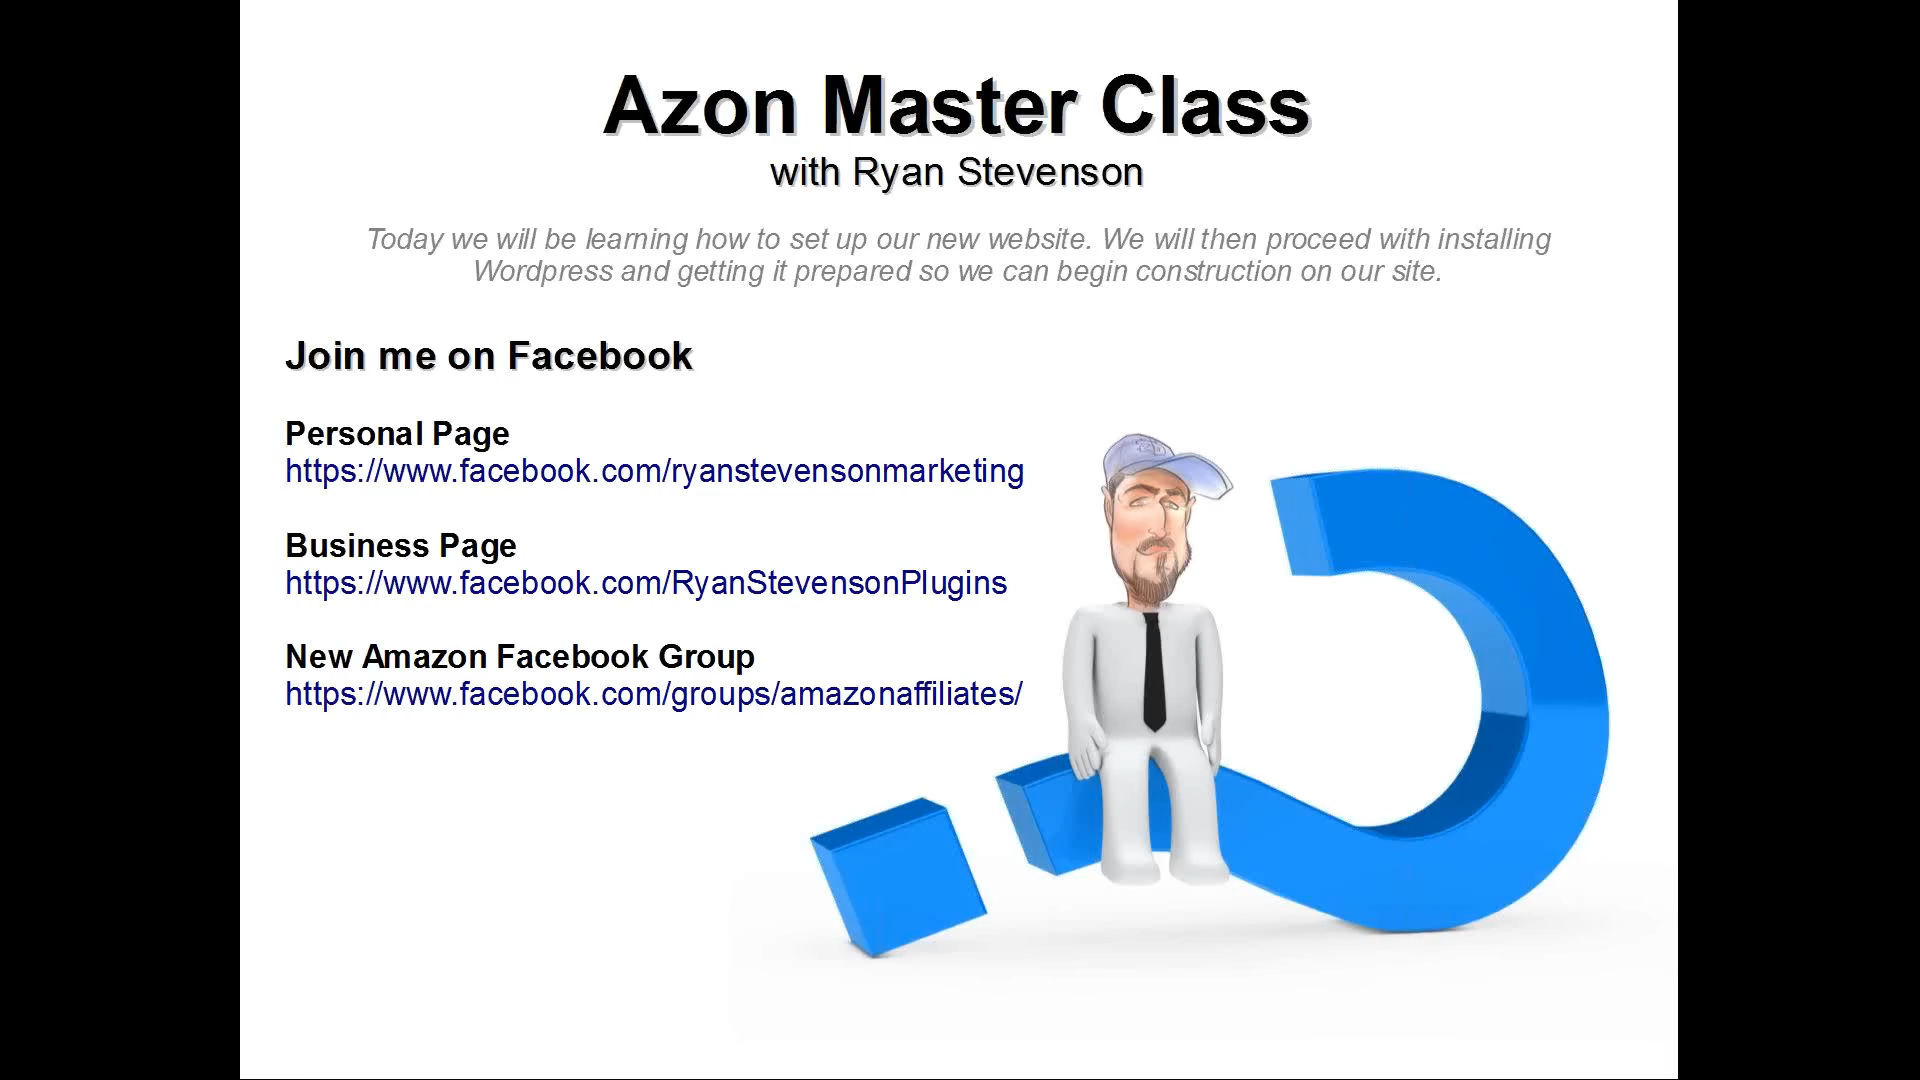 Azon Master Class
with Ryan Stevenson
Today we will be learning how to set up our new website. We will then proceed with installing
Wordpress and getting it prepared so we can begin construction on our site.
Join me on Facebook
Personal Page
https://www.facebook.com/ryanstevensonmarketing
Business Page
https://www.facebook.com/RyanStevensonPlugins
New Amazon Facebook Group
https://www.facebook.com/groups/amazonaffiliates/